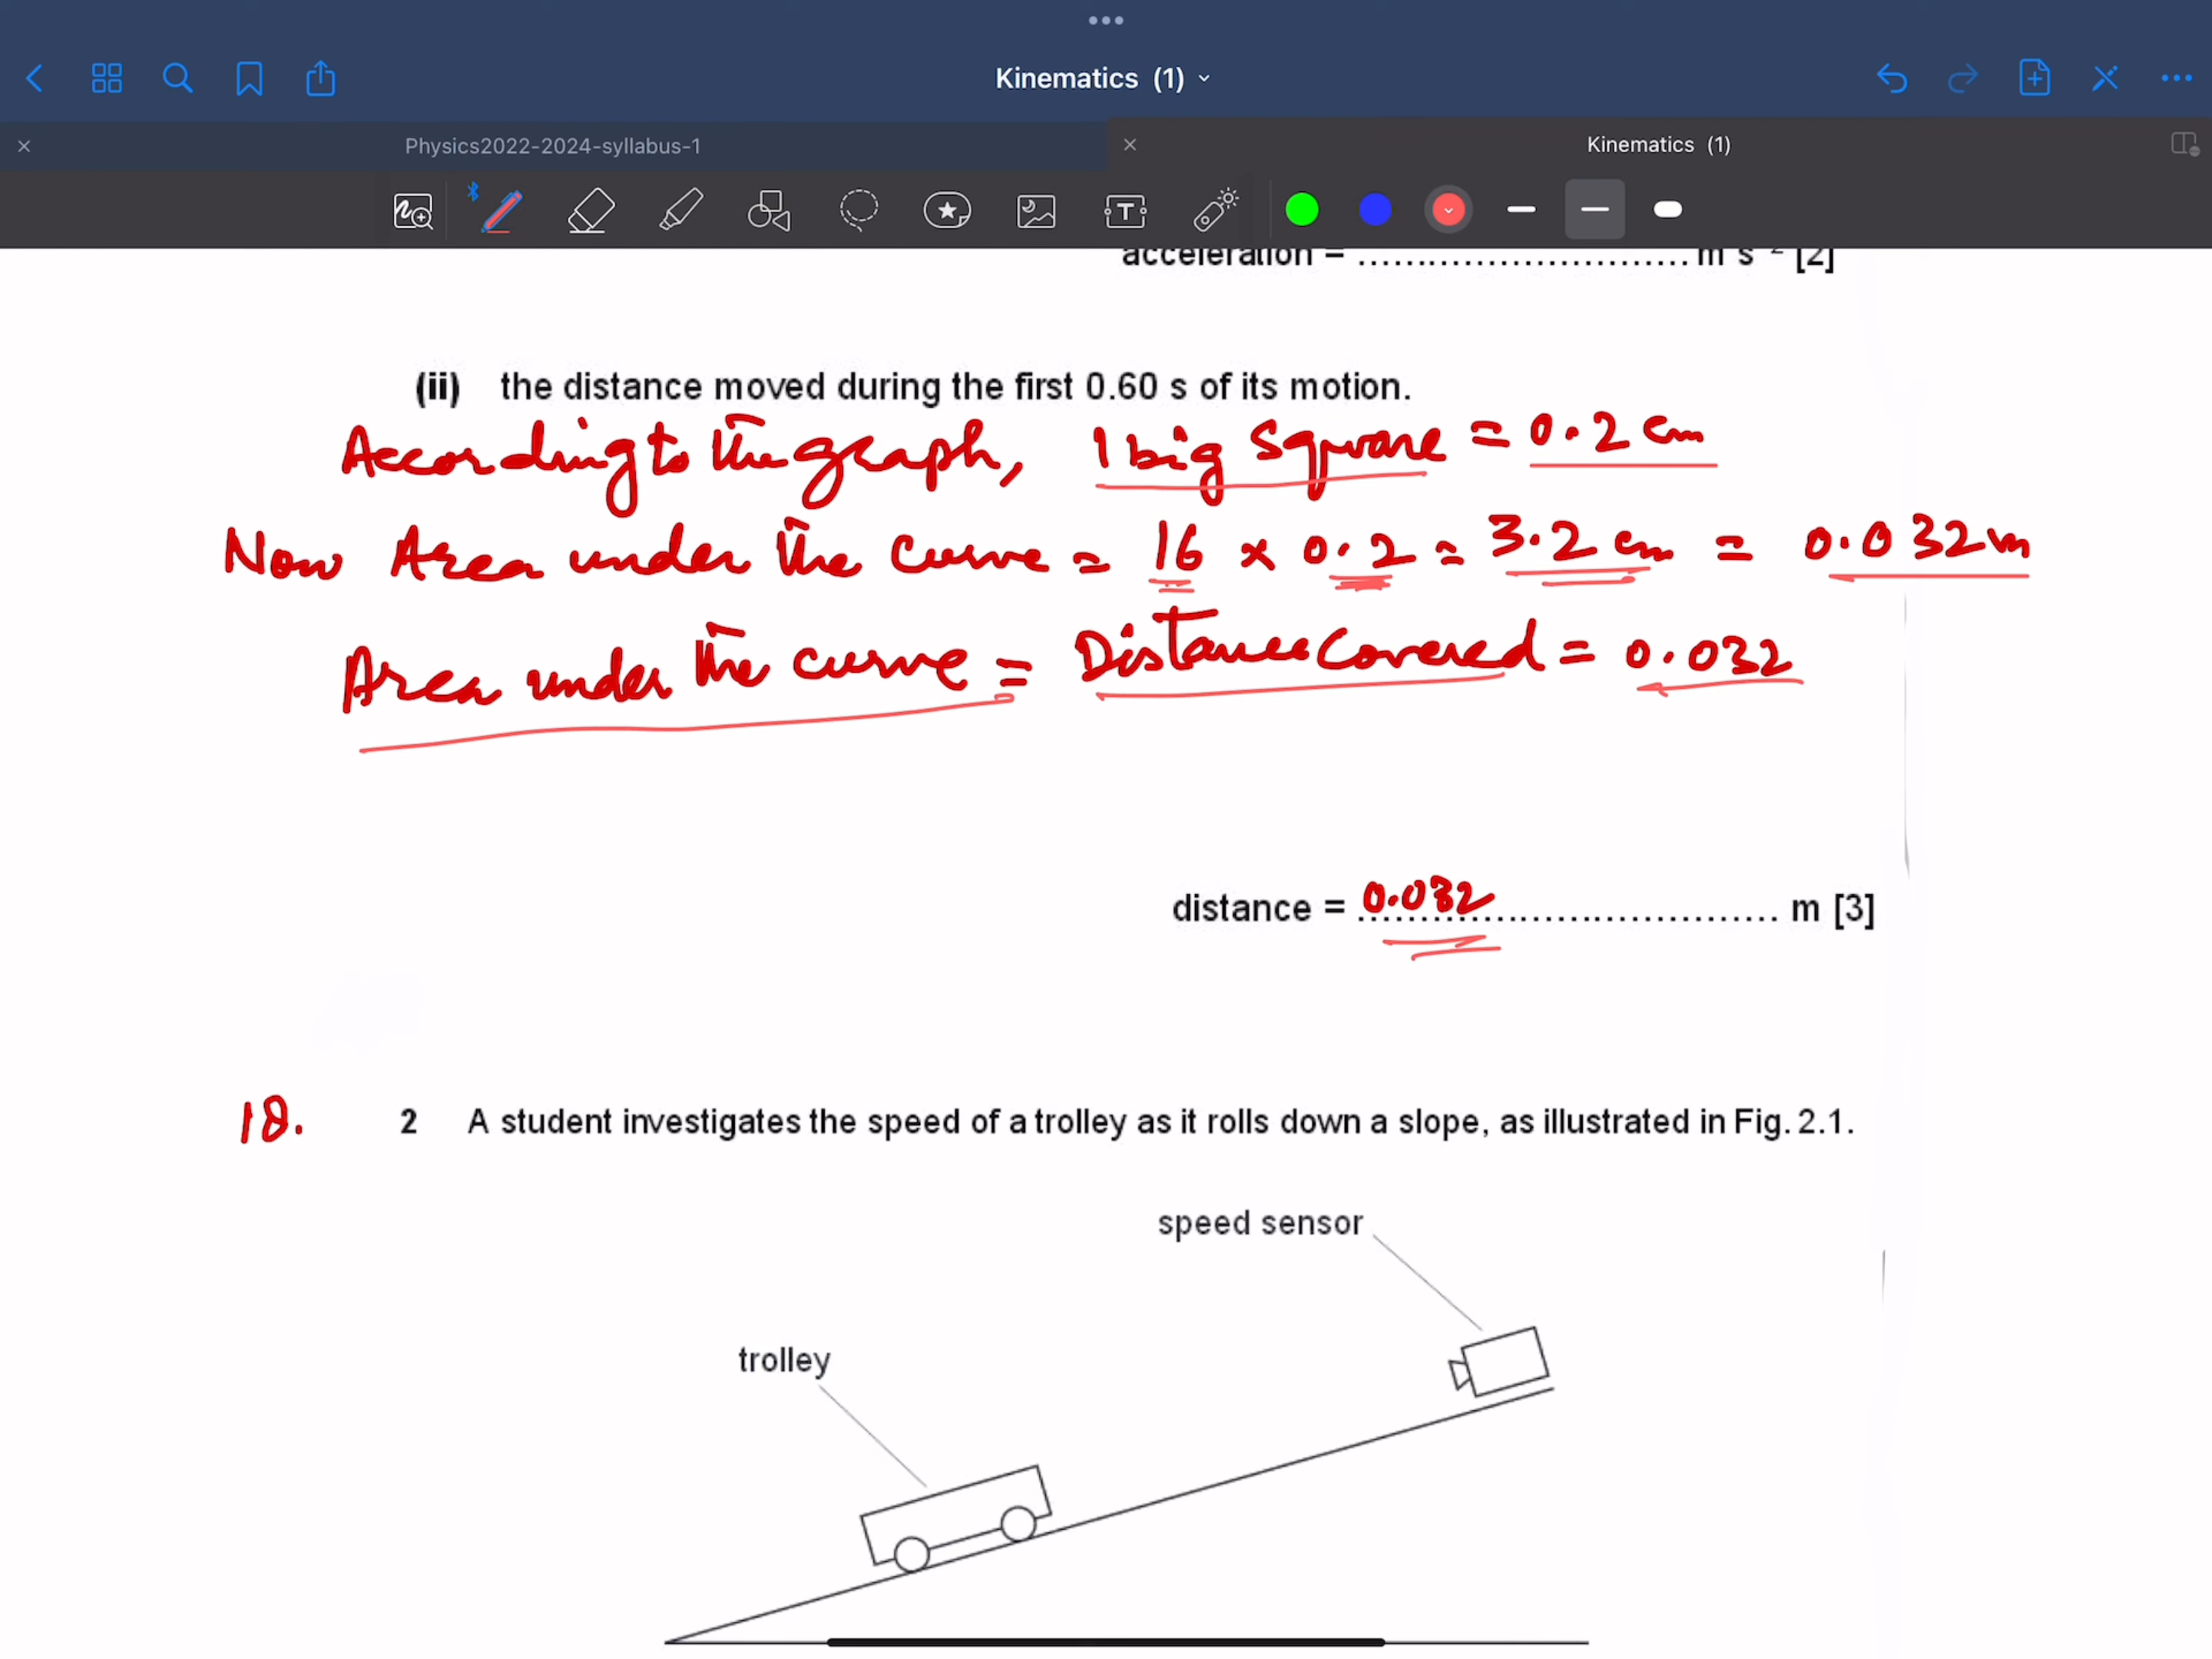 Kinematics (1)
Physics2022-2024-syllabus-1
Kinematics (1)
acceleration = ............................ m s⁻² [2]
(ii) the distance moved during the first 0.60 s of its motion.
According to the graph, 1 big square = 0.2 cm
Now Area under the curve = 16 × 0.2 = 3.2 cm = 0.032 m
Area under the curve = Distance Covered = 0.032
distance = 0.032 ............................ m [3]
18. 2 A student investigates the speed of a trolley as it rolls down a slope, as illustrated in Fig. 2.1.
speed sensor
trolley